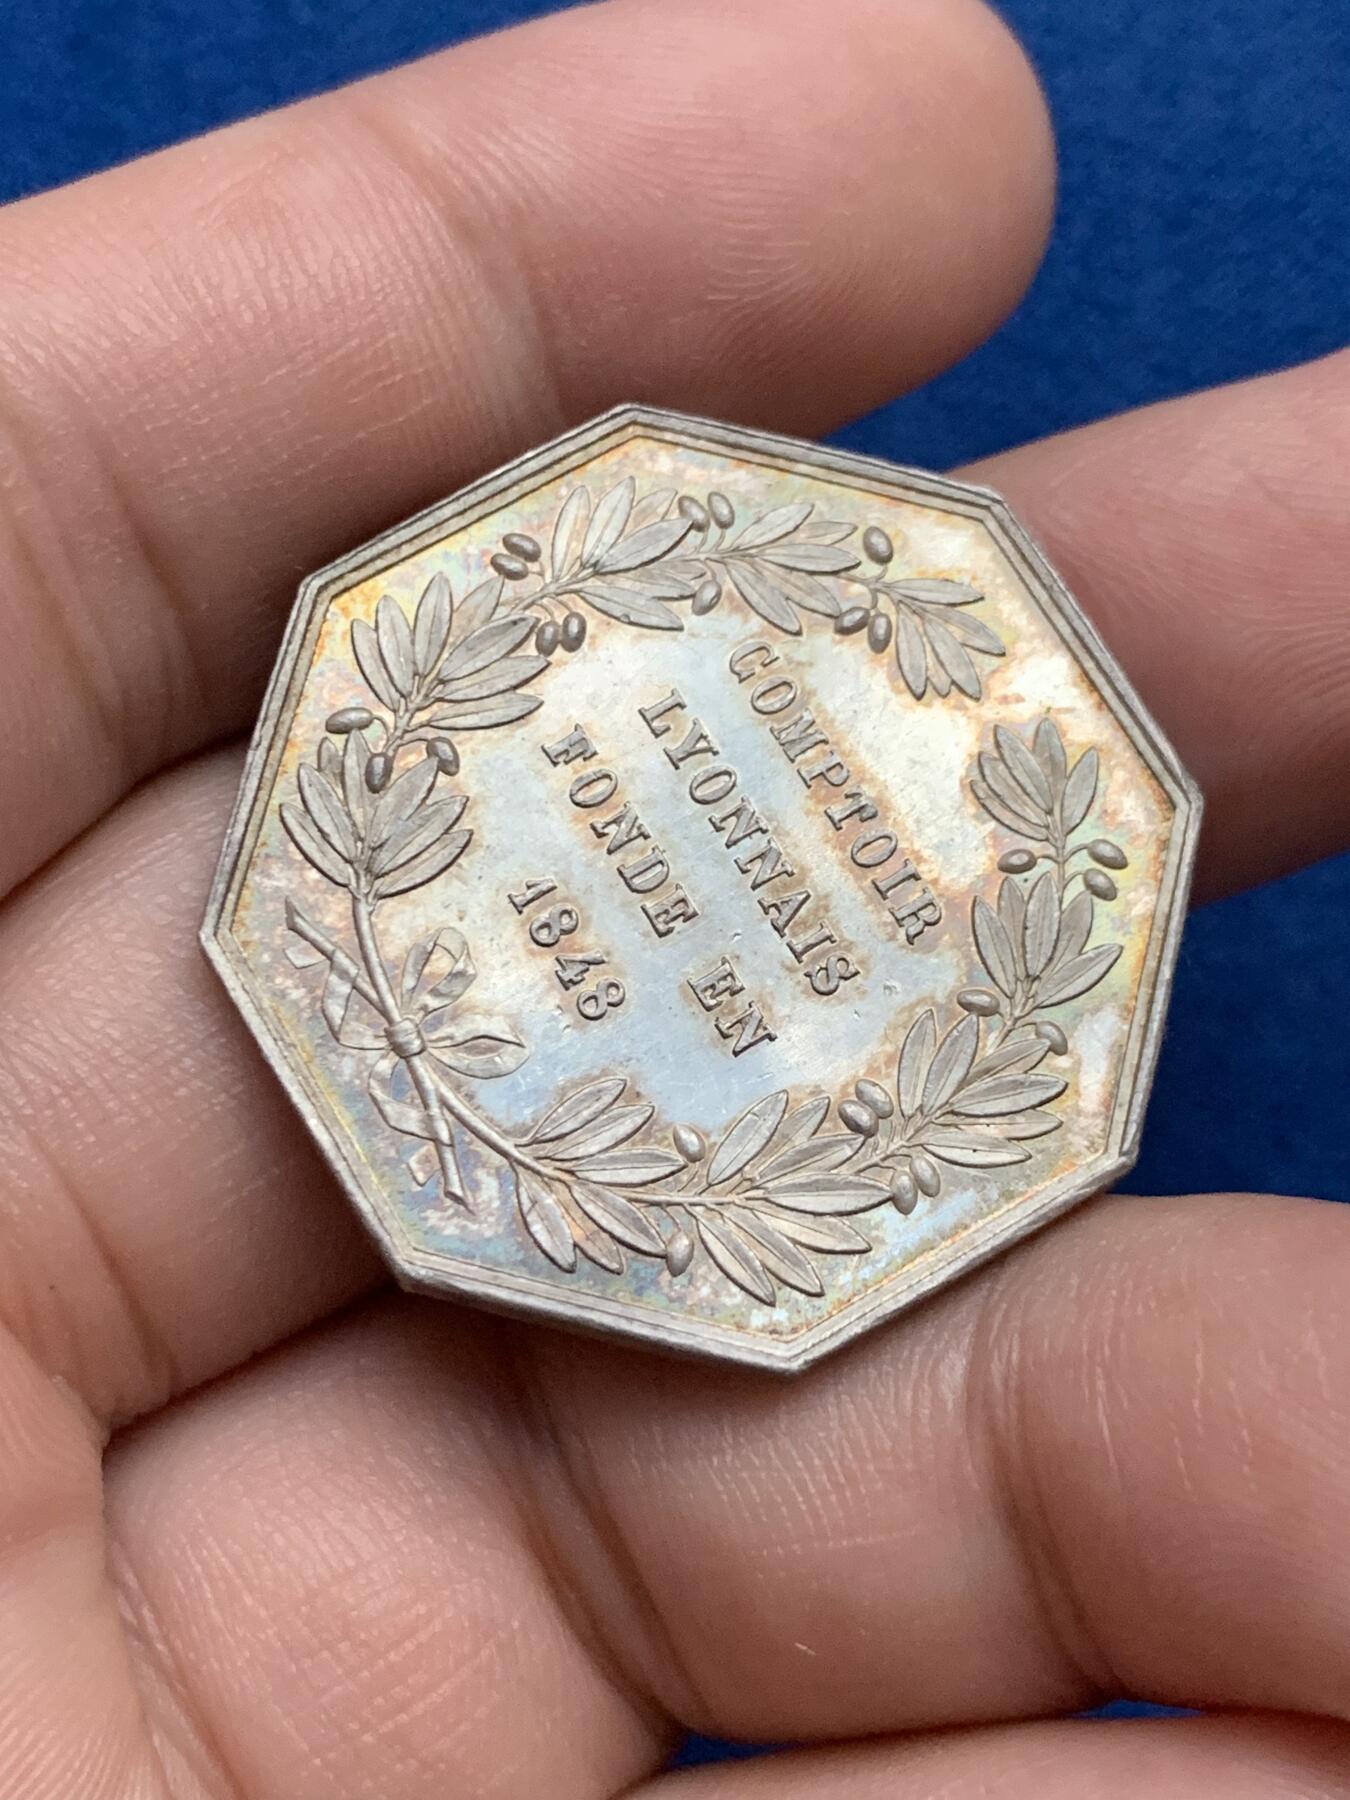 COMPTOIR
LYONNAIS
FONDE EN
1848